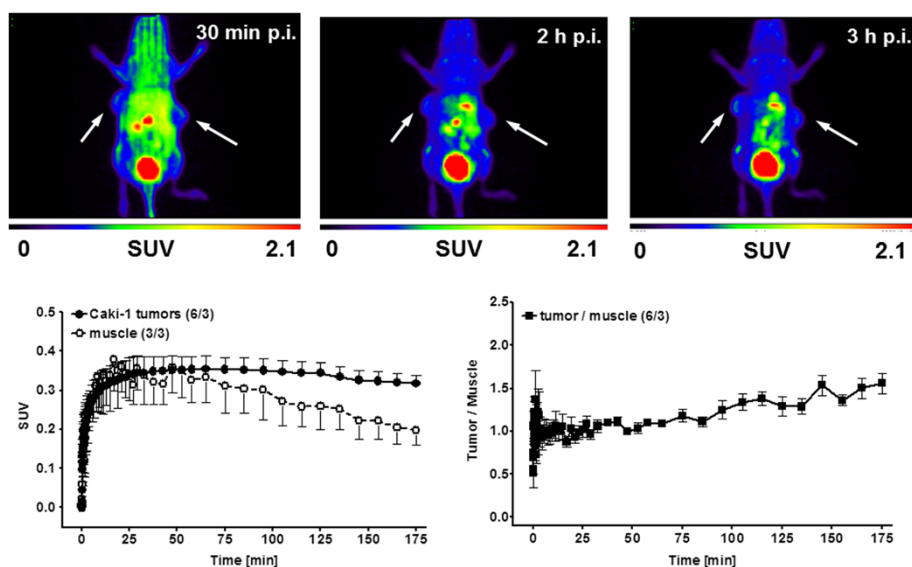 30 min p.i.
2 h p.i.
3 h p.i.
0 SUV 2.1
0 SUV 2.1
0 SUV 2.1
0.5
0.4
0.3
0.2
0.1
0.0
SUV
Caki-1 tumors (6/3)
muscle (3/3)
0 25 50 75 100 125 150 175
Time [min]
2.5
2.0
1.5
1.0
0.5
0.0
Tumor / Muscle
tumor / muscle (6/3)
0 25 50 75 100 125 150 175
Time [min]